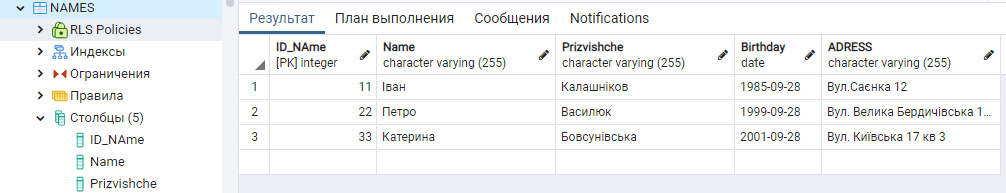 NAMES
RLS Policies
Индексы
Ограничения
Правила
Столбцы (5)
ID_NAme
Name
Prizvishche
Результат План выполнения Сообщения Notifications
ID_NAme Name Prizvishche Birthday ADRESS
[PK] integer character varying (255) character varying (255) date character varying (255)
1 11 Іван Калашніков 1985-09-28 Вул.Саєнка 12
2 22 Петро Василюк 1999-09-28 Вул. Велика Бердичівська 1...
3 33 Катерина Бовсунівська 2001-09-28 Вул. Київська 17 кв 3